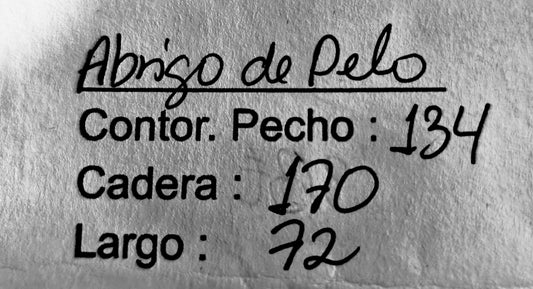 Abrigo de Pelo
Contor. Pecho : 134
Cadera : 170
Largo : 72